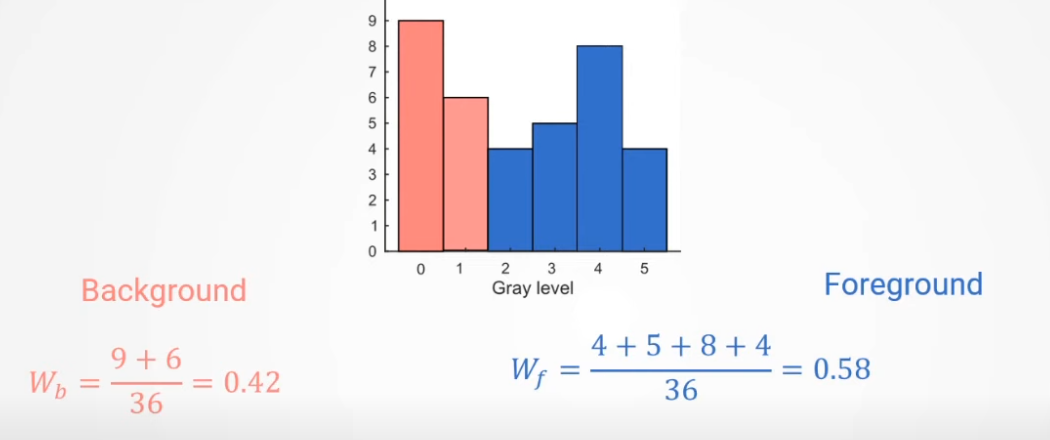 9
8
7
6
5
4
3
2
1
0
0 1 2 3 4 5
Gray level
Background
Foreground
W_b = (9 + 6)/36 = 0.42
W_f = (4 + 5 + 8 + 4)/36 = 0.58